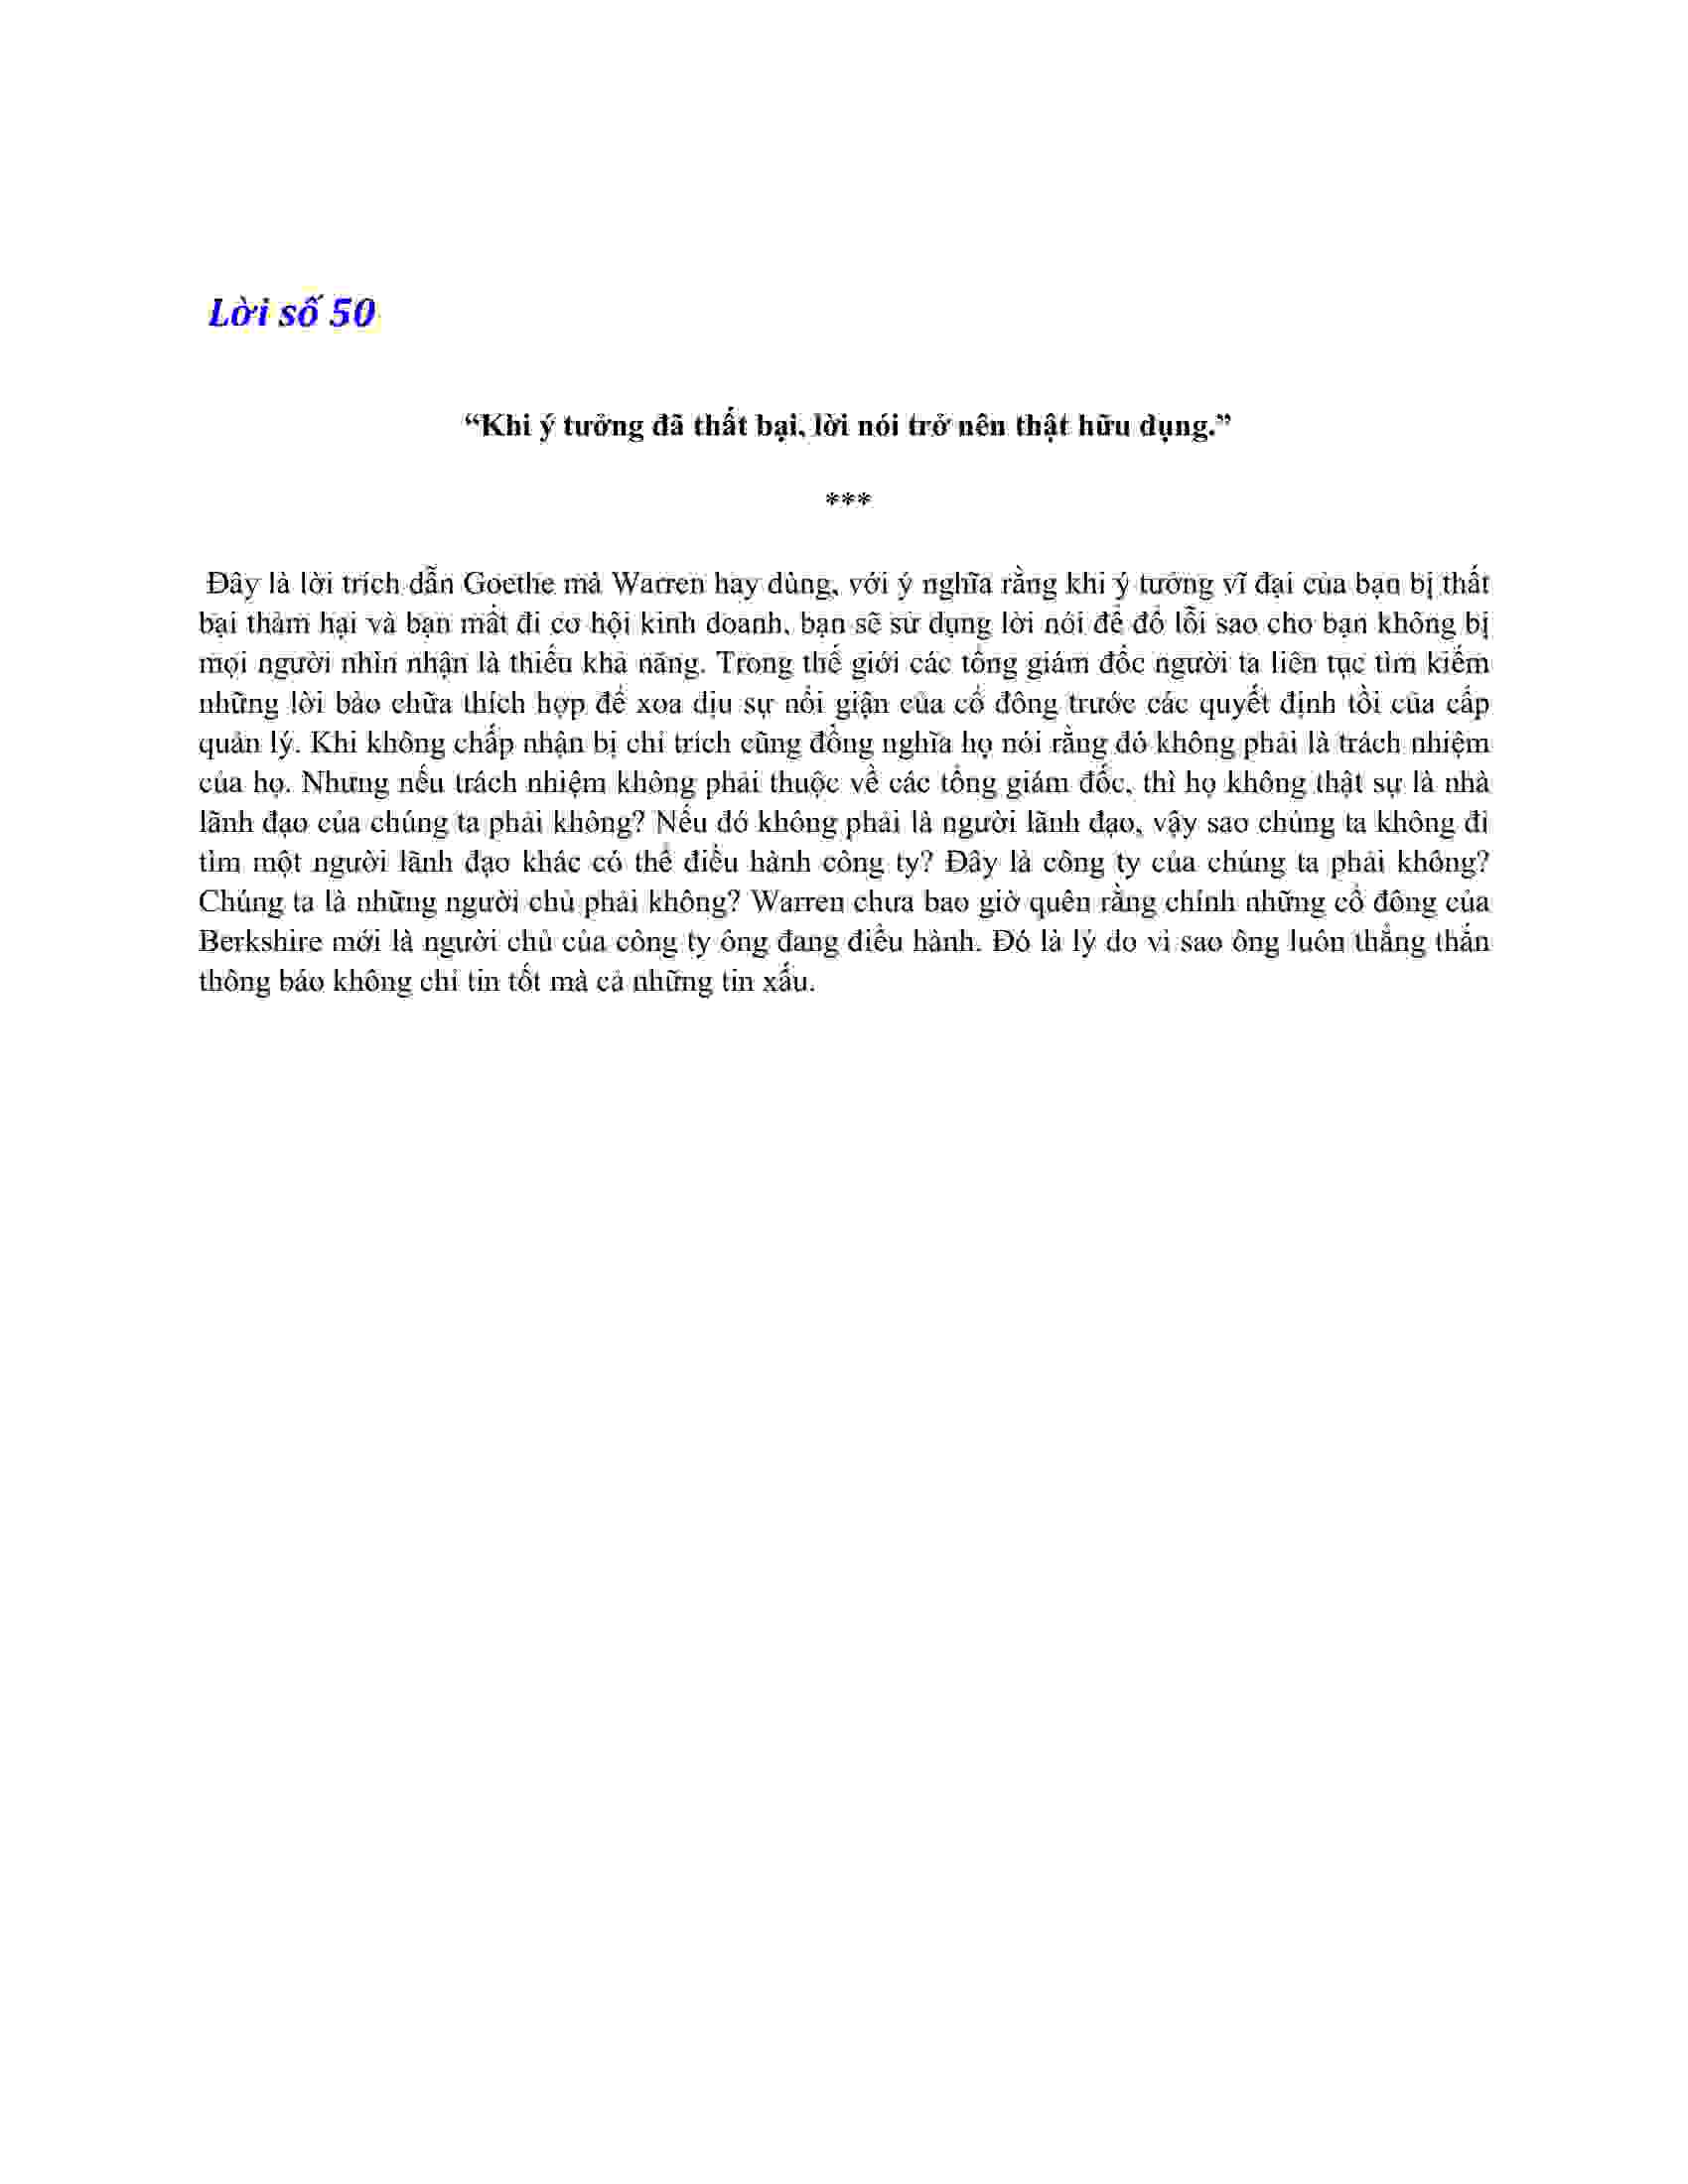 Lời số 50
“Khi ý tưởng đã thất bại, lời nói trở nên thật hữu dụng.”
***
Đây là lời trích dẫn Goethe mà Warren hay dùng, với ý nghĩa rằng khi ý tưởng vĩ đại của bạn bị thất
bại thảm hại và bạn mất đi cơ hội kinh doanh, bạn sẽ sử dụng lời nói để đổ lỗi sao cho bạn không bị
mọi người nhìn nhận là thiếu khả năng. Trong thế giới các tổng giám đốc người ta liên tục tìm kiếm
những lời bào chữa thích hợp để xoa dịu sự nổi giận của cổ đông trước các quyết định tồi của cấp
quản lý. Khi không chấp nhận bị chỉ trích cũng đồng nghĩa họ nói rằng đó không phải là trách nhiệm
của họ. Nhưng nếu trách nhiệm không phải thuộc về các tổng giám đốc, thì họ không thật sự là nhà
lãnh đạo của chúng ta phải không? Nếu đó không phải là người lãnh đạo, vậy sao chúng ta không đi
tìm một người lãnh đạo khác có thể điều hành công ty? Đây là công ty của chúng ta phải không?
Chúng ta là những người chủ phải không? Warren chưa bao giờ quên rằng chính những cổ đông của
Berkshire mới là người chủ của công ty ông đang điều hành. Đó là lý do vì sao ông luôn thẳng thắn
thông báo không chỉ tin tốt mà cả những tin xấu.